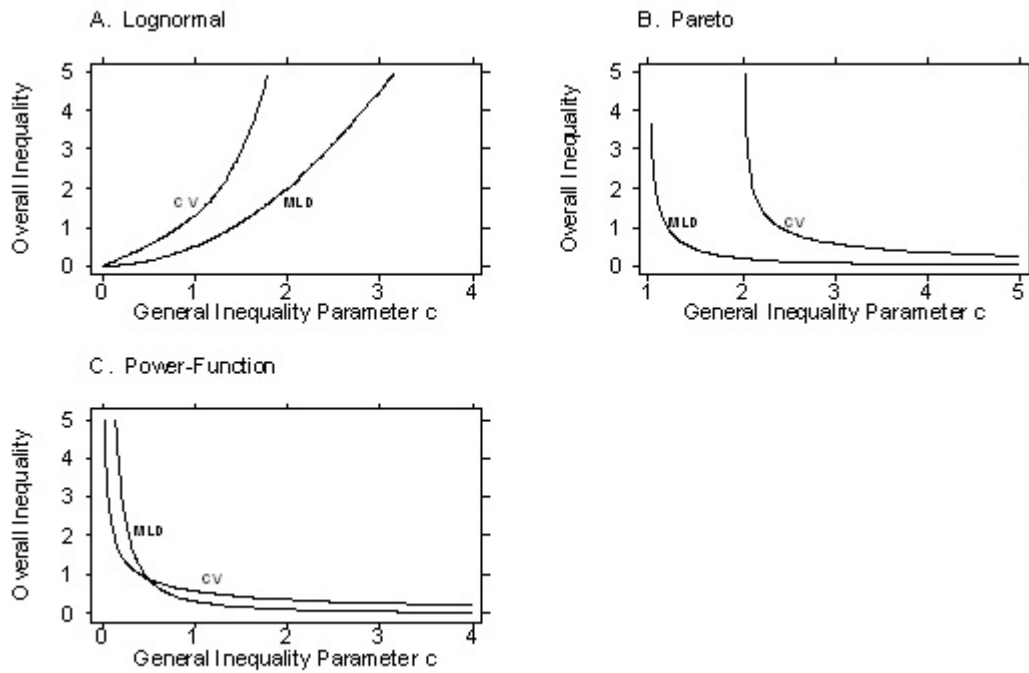 A. Lognormal
Overall Inequality
5
4
3
2
1
0
CV
MLD
0 1 2 3 4
General Inequality Parameter c
B. Pareto
Overall Inequality
5
4
3
2
1
0
MLD
CV
1 2 3 4 5
General Inequality Parameter c
C. Power-Function
Overall Inequality
5
4
3
2
1
0
MLD
CV
0 1 2 3 4
General Inequality Parameter c